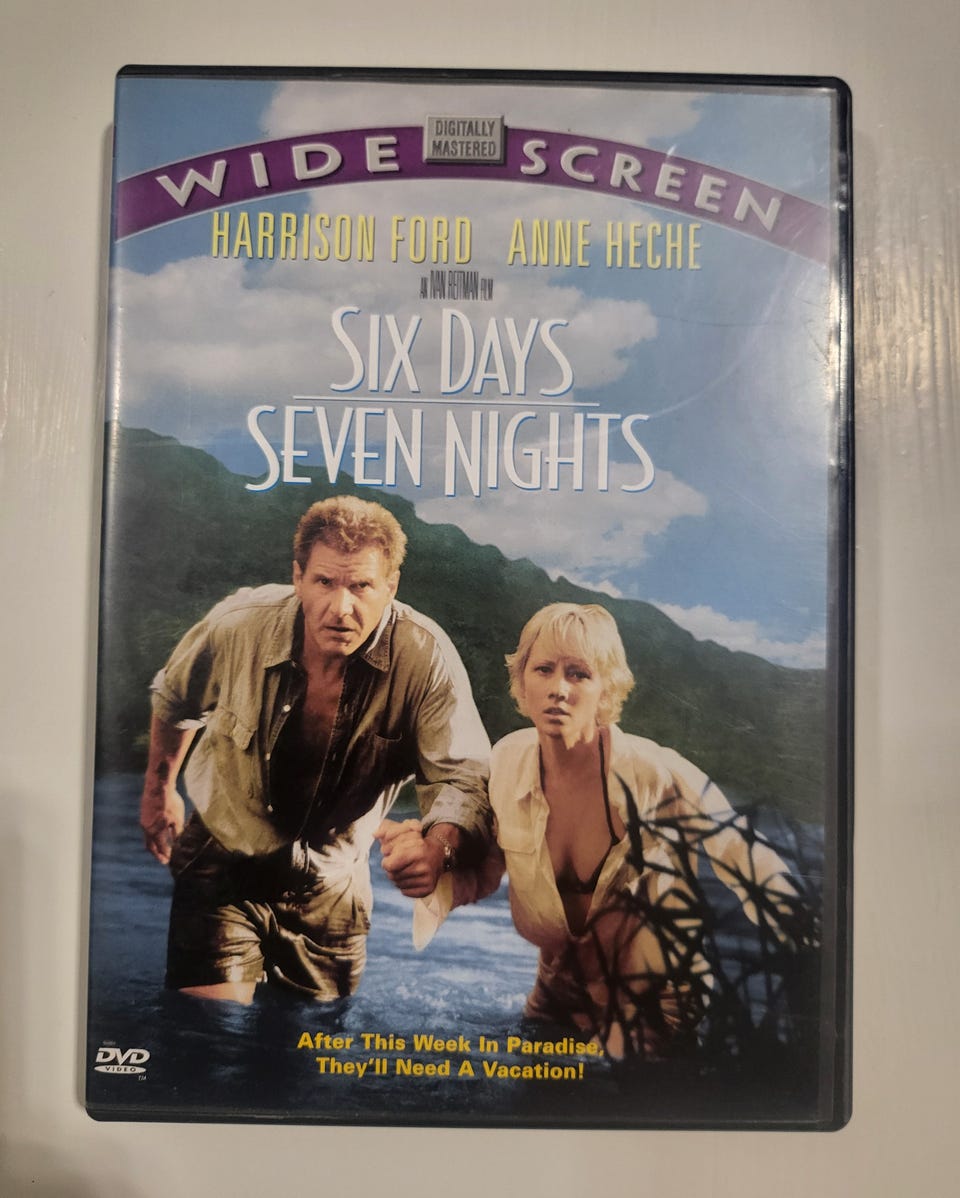 DIGITALLY
MASTERED
WIDE SCREEN
HARRISON FORD ANNE HECHE
AN IVAN REITMAN FILM
SIX DAYS
SEVEN NIGHTS
After This Week In Paradise,
They'll Need A Vacation!
DVD
VIDEO
TM